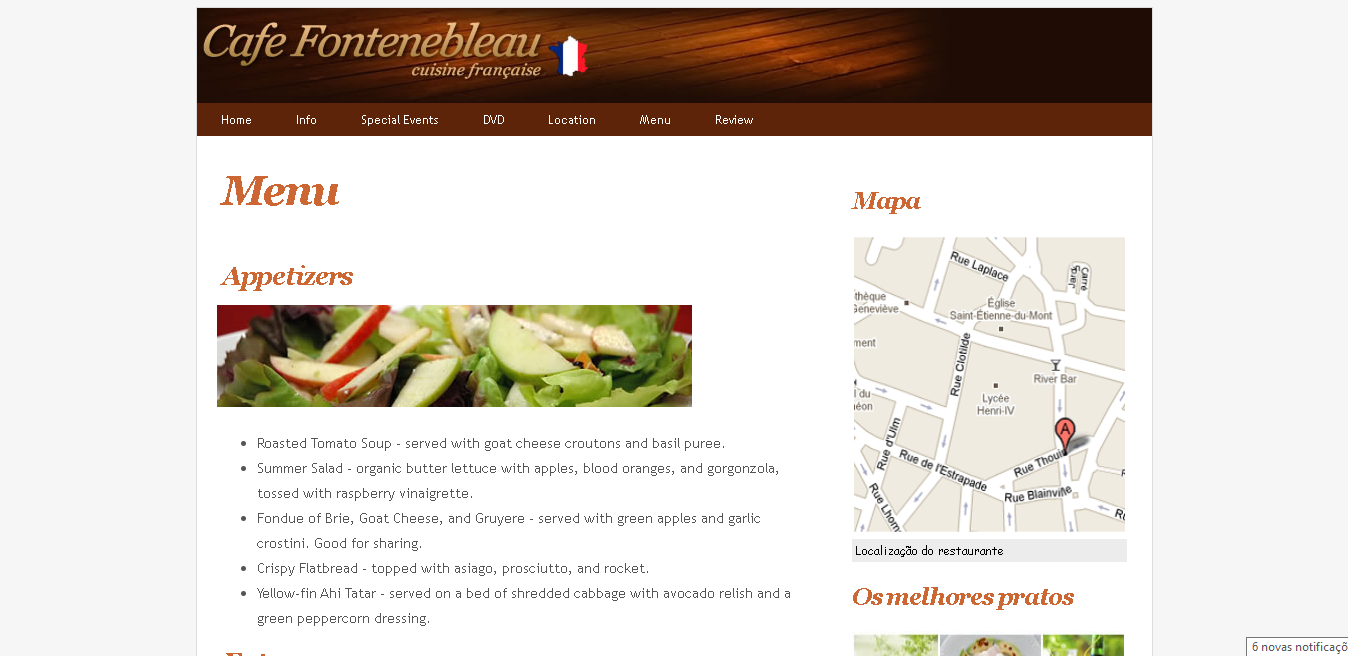 Cafe Fontenebleau
cuisine française
Home Info Special Events DVD Location Menu Review
Menu
Appetizers
Roasted Tomato Soup - served with goat cheese croutons and basil puree.
Summer Salad - organic butter lettuce with apples, blood oranges, and gorgonzola,
tossed with raspberry vinaigrette.
Fondue of Brie, Goat Cheese, and Gruyere - served with green apples and garlic
crostini. Good for sharing.
Crispy Flatbread - topped with asiago, prosciutto, and rocket.
Yellow-fin Ahi Tatar - served on a bed of shredded cabbage with avocado relish and a
green peppercorn dressing.
Mapa
Rue Laplace
Carré
thèque
Geneviève
Église
Saint-Étienne-du-Mont
ment
Rue Clotilde
River Bar
Lycée
Henri-IV
l du
éon
A
Rue d'Ulm
Rue de l'Estrapade
Rue Thouin
Rue Blainville
Rue Lhom
Ru
Localização do restaurante
Os melhores pratos
6 novas notificaçõ